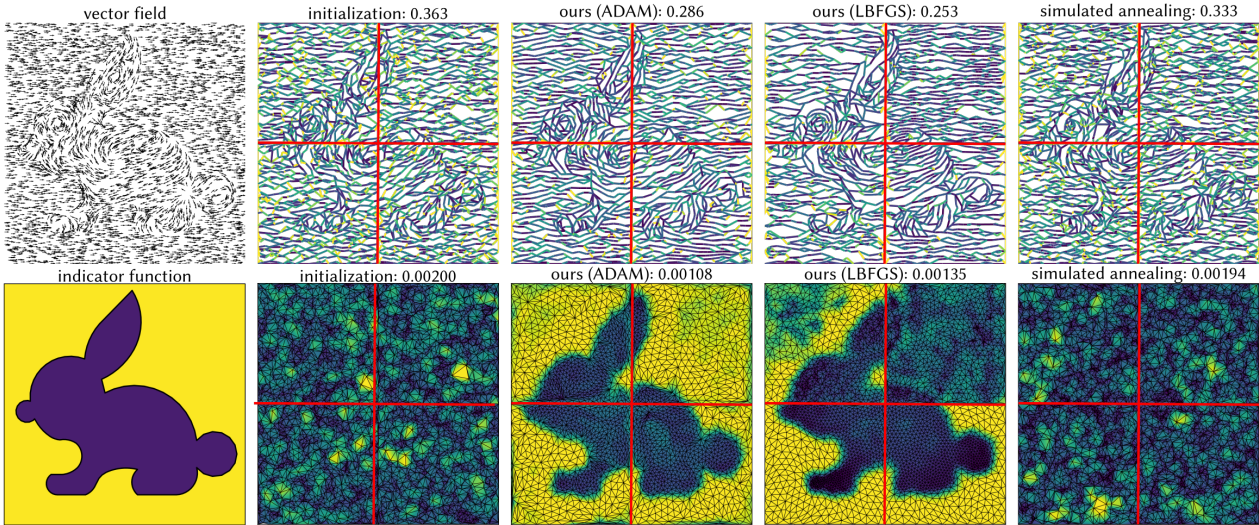 vector field
initialization: 0.363
ours (ADAM): 0.286
ours (LBFGS): 0.253
simulated annealing: 0.333
indicator function
initialization: 0.00200
ours (ADAM): 0.00108
ours (LBFGS): 0.00135
simulated annealing: 0.00194